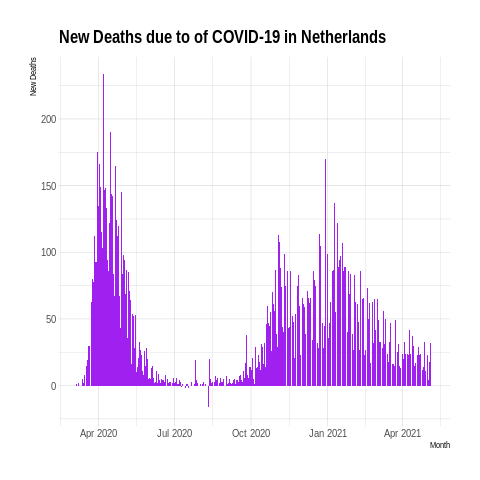 New Deaths due to of COVID-19 in Netherlands
New Deaths
200
150
100
50
0
Apr 2020 Jul 2020 Oct 2020 Jan 2021 Apr 2021
Month